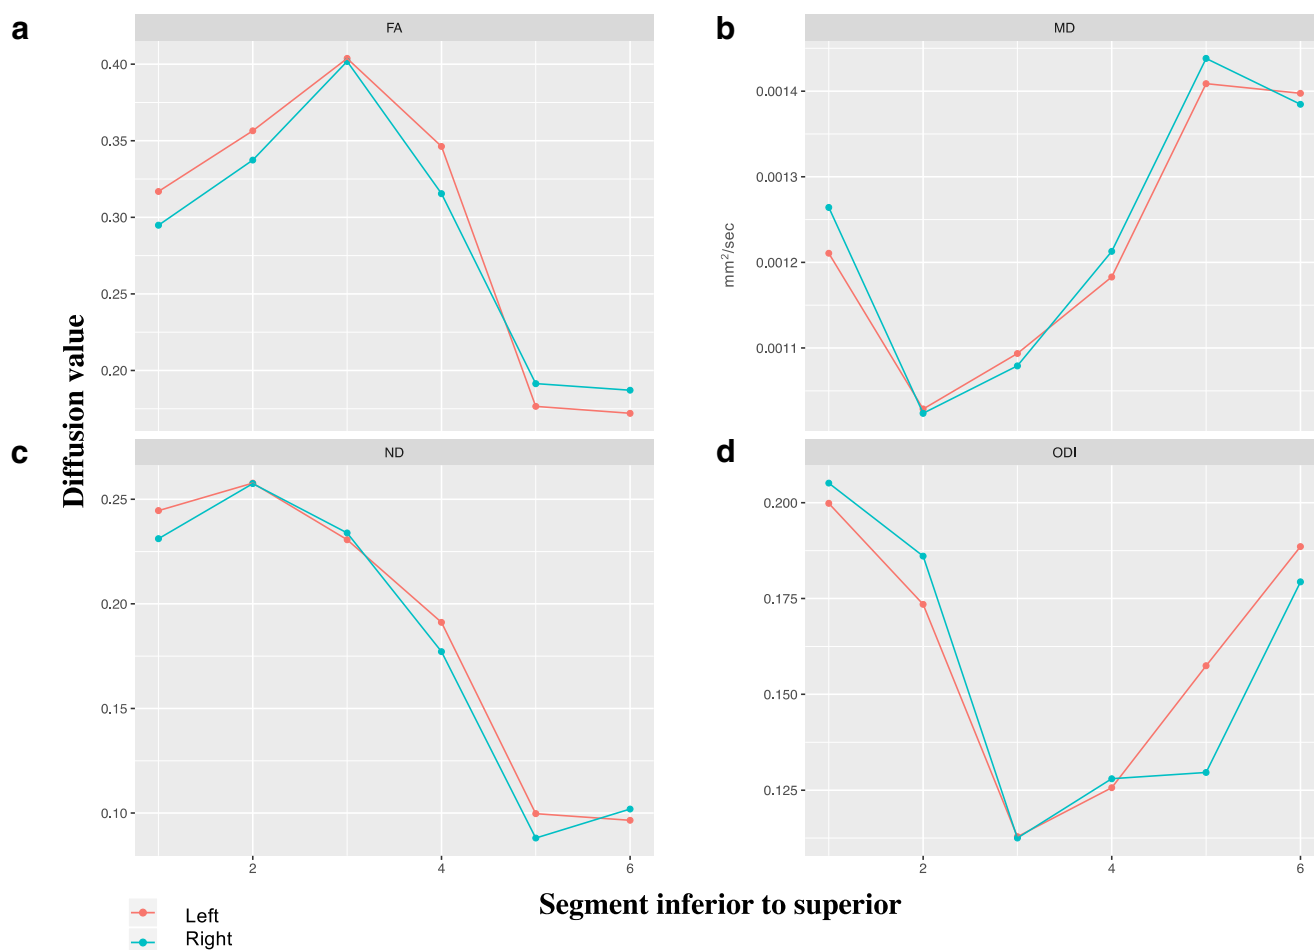 a
FA
0.40
0.35
0.30
0.25
0.20
b
MD
0.0014
0.0013
0.0012
0.0011
mm²/sec
Diffusion value
c
ND
0.25
0.20
0.15
0.10
2
4
6
d
ODI
0.200
0.175
0.150
0.125
2
4
6
Segment inferior to superior
Left
Right